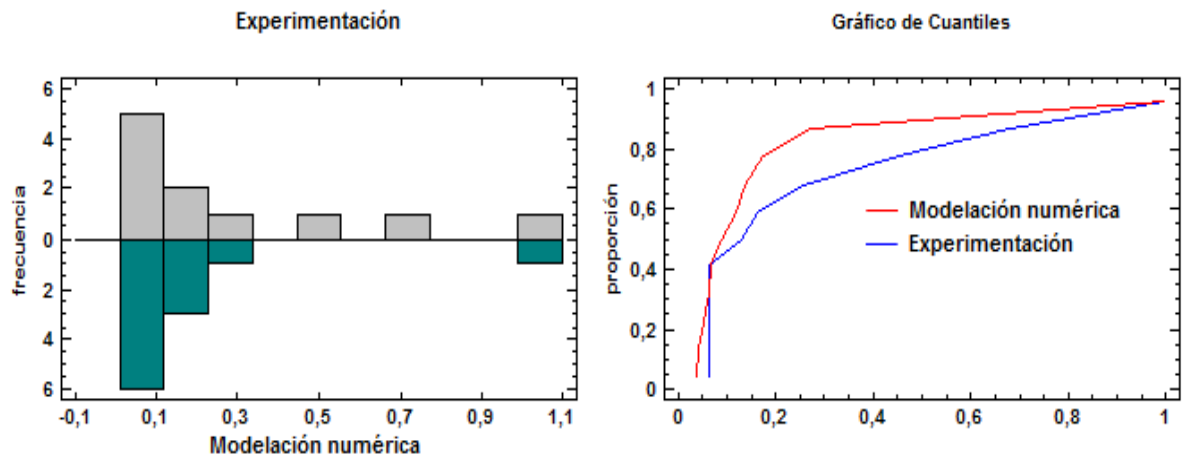 Experimentación
6
4
2
0
2
4
6
frecuencia
-0,1 0,1 0,3 0,5 0,7 0,9 1,1
Modelación numérica
Gráfico de Cuantiles
1
0,8
0,6
0,4
0,2
0
proporción
0 0,2 0,4 0,6 0,8 1
Modelación numérica
Experimentación